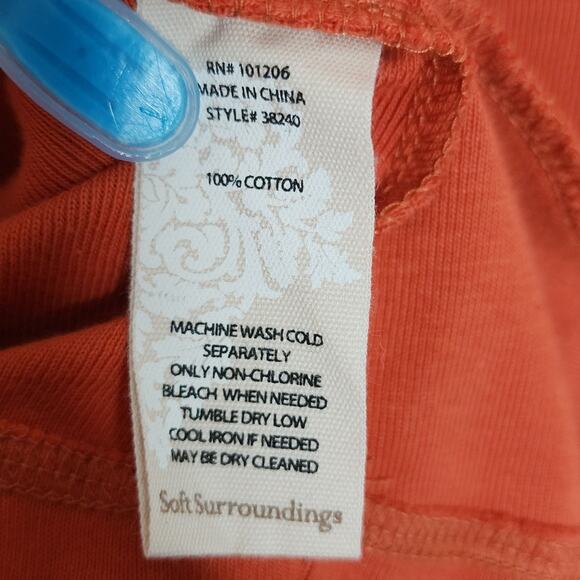 RN# 101206
MADE IN CHINA
STYLE# 38240
100% COTTON
MACHINE WASH COLD
SEPARATELY
ONLY NON-CHLORINE
BLEACH WHEN NEEDED
TUMBLE DRY LOW
COOL IRON IF NEEDED
MAY BE DRY CLEANED
Soft Surroundings